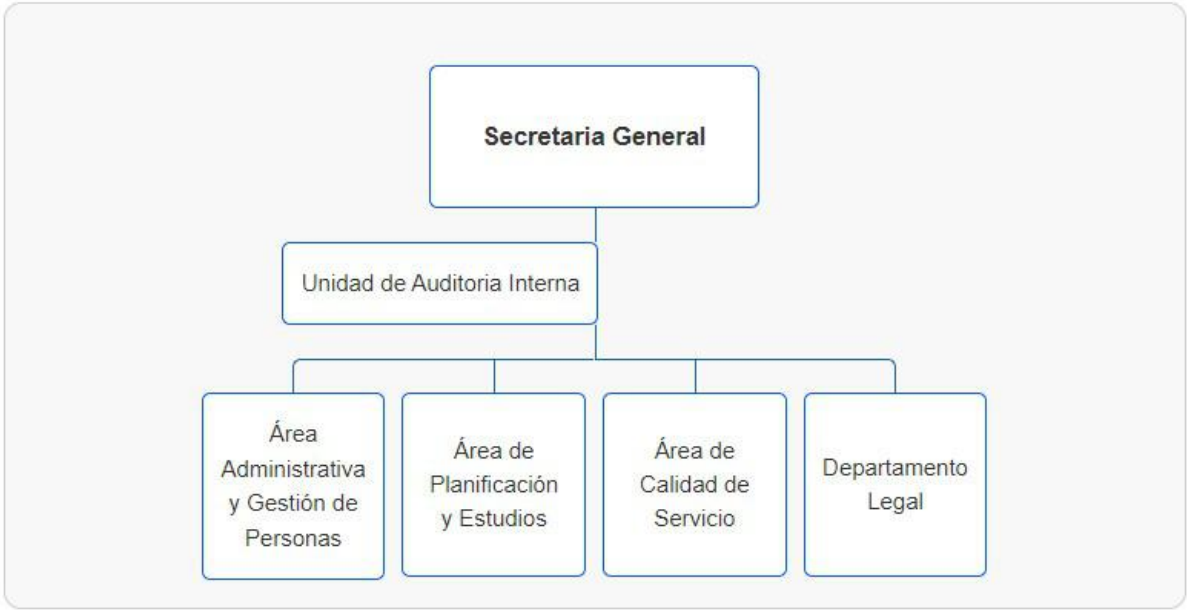 Secretaria General
Unidad de Auditoria Interna
Área
Administrativa
y Gestión de
Personas
Área de
Planificación
y Estudios
Área de
Calidad de
Servicio
Departamento
Legal